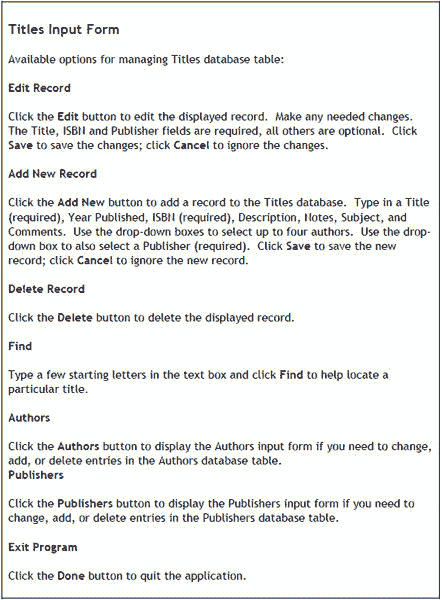 Titles Input Form
Available options for managing Titles database table:
Edit Record
Click the Edit button to edit the displayed record. Make any needed changes.
The Title, ISBN and Publisher fields are required, all others are optional. Click
Save to save the changes; click Cancel to ignore the changes.
Add New Record
Click the Add New button to add a record to the Titles database. Type in a Title
(required), Year Published, ISBN (required), Description, Notes, Subject, and
Comments. Use the drop-down boxes to select up to four authors. Use the drop-
down box to also select a Publisher (required). Click Save to save the new
record; click Cancel to ignore the new record.
Delete Record
Click the Delete button to delete the displayed record.
Find
Type a few starting letters in the text box and click Find to help locate a
particular title.
Authors
Click the Authors button to display the Authors input form if you need to change,
add, or delete entries in the Authors database table.
Publishers
Click the Publishers button to display the Publishers input form if you need to
change, add, or delete entries in the Publishers database table.
Exit Program
Click the Done button to quit the application.